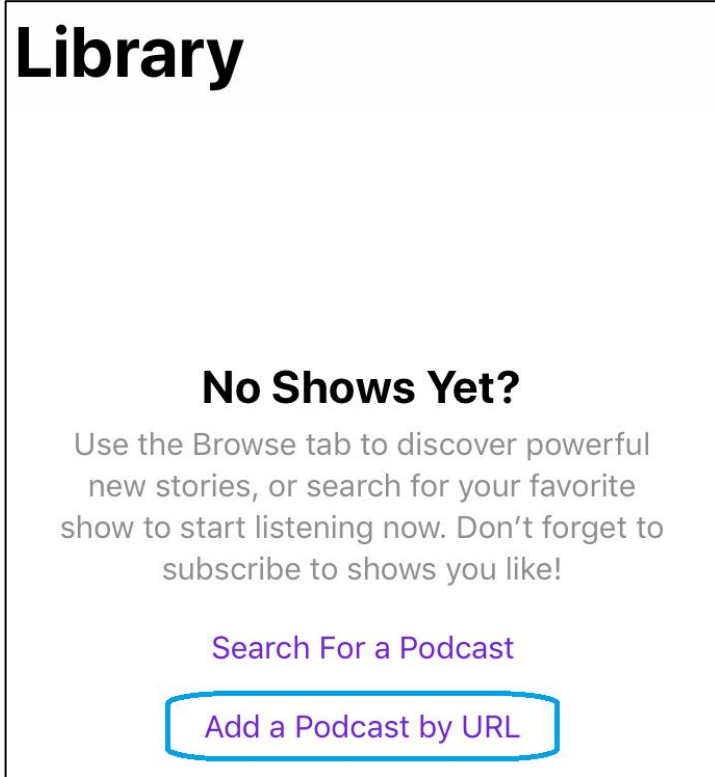 Library
No Shows Yet?
Use the Browse tab to discover powerful
new stories, or search for your favorite
show to start listening now. Don’t forget to
subscribe to shows you like!
Search For a Podcast
Add a Podcast by URL